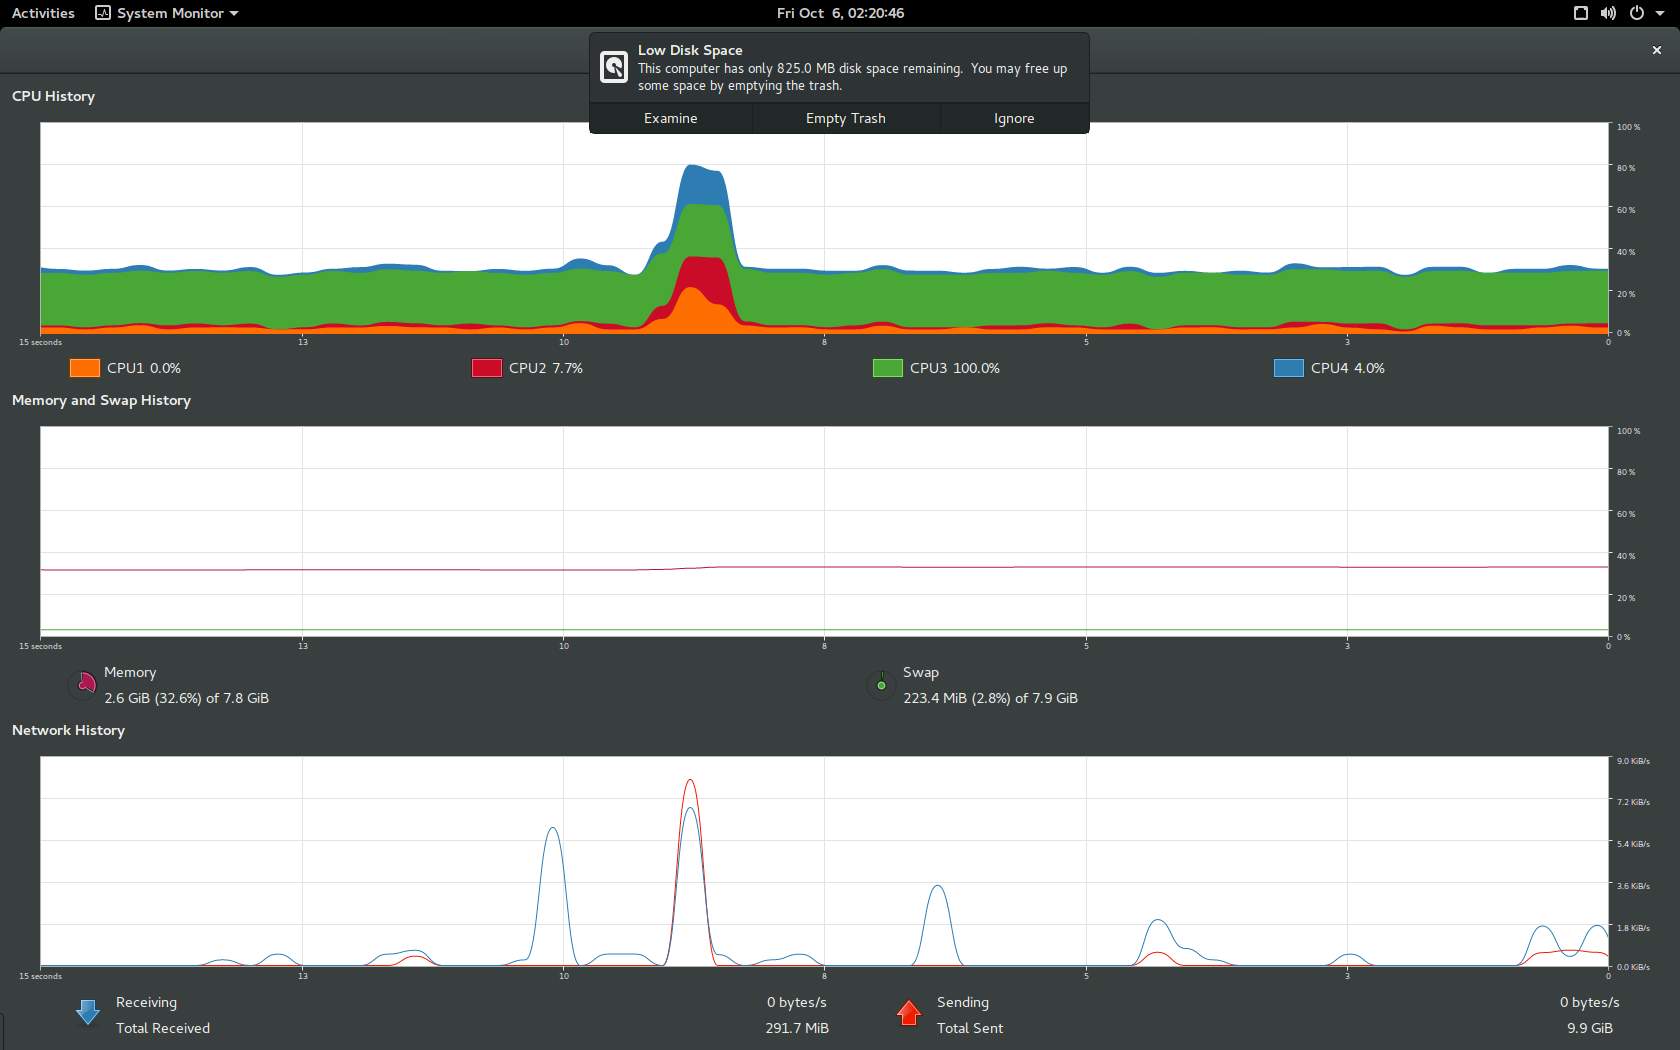 Activities System Monitor Fri Oct 6, 02:20:46
Low Disk Space
This computer has only 825.0 MB disk space remaining. You may free up
some space by emptying the trash.
Examine Empty Trash Ignore
CPU History
100 %
80 %
60 %
40 %
20 %
0 %
15 seconds 13 10 8 5 3 0
CPU1 0.0% CPU2 7.7% CPU3 100.0% CPU4 4.0%
Memory and Swap History
100 %
80 %
60 %
40 %
20 %
0 %
15 seconds 13 10 8 5 3 0
Memory Swap
2.6 GiB (32.6%) of 7.8 GiB 223.4 MiB (2.8%) of 7.9 GiB
Network History
9.0 KiB/s
7.2 KiB/s
5.4 KiB/s
3.6 KiB/s
1.8 KiB/s
0.0 KiB/s
15 seconds 13 10 8 5 3 0
Receiving 0 bytes/s Sending 0 bytes/s
Total Received 291.7 MiB Total Sent 9.9 GiB